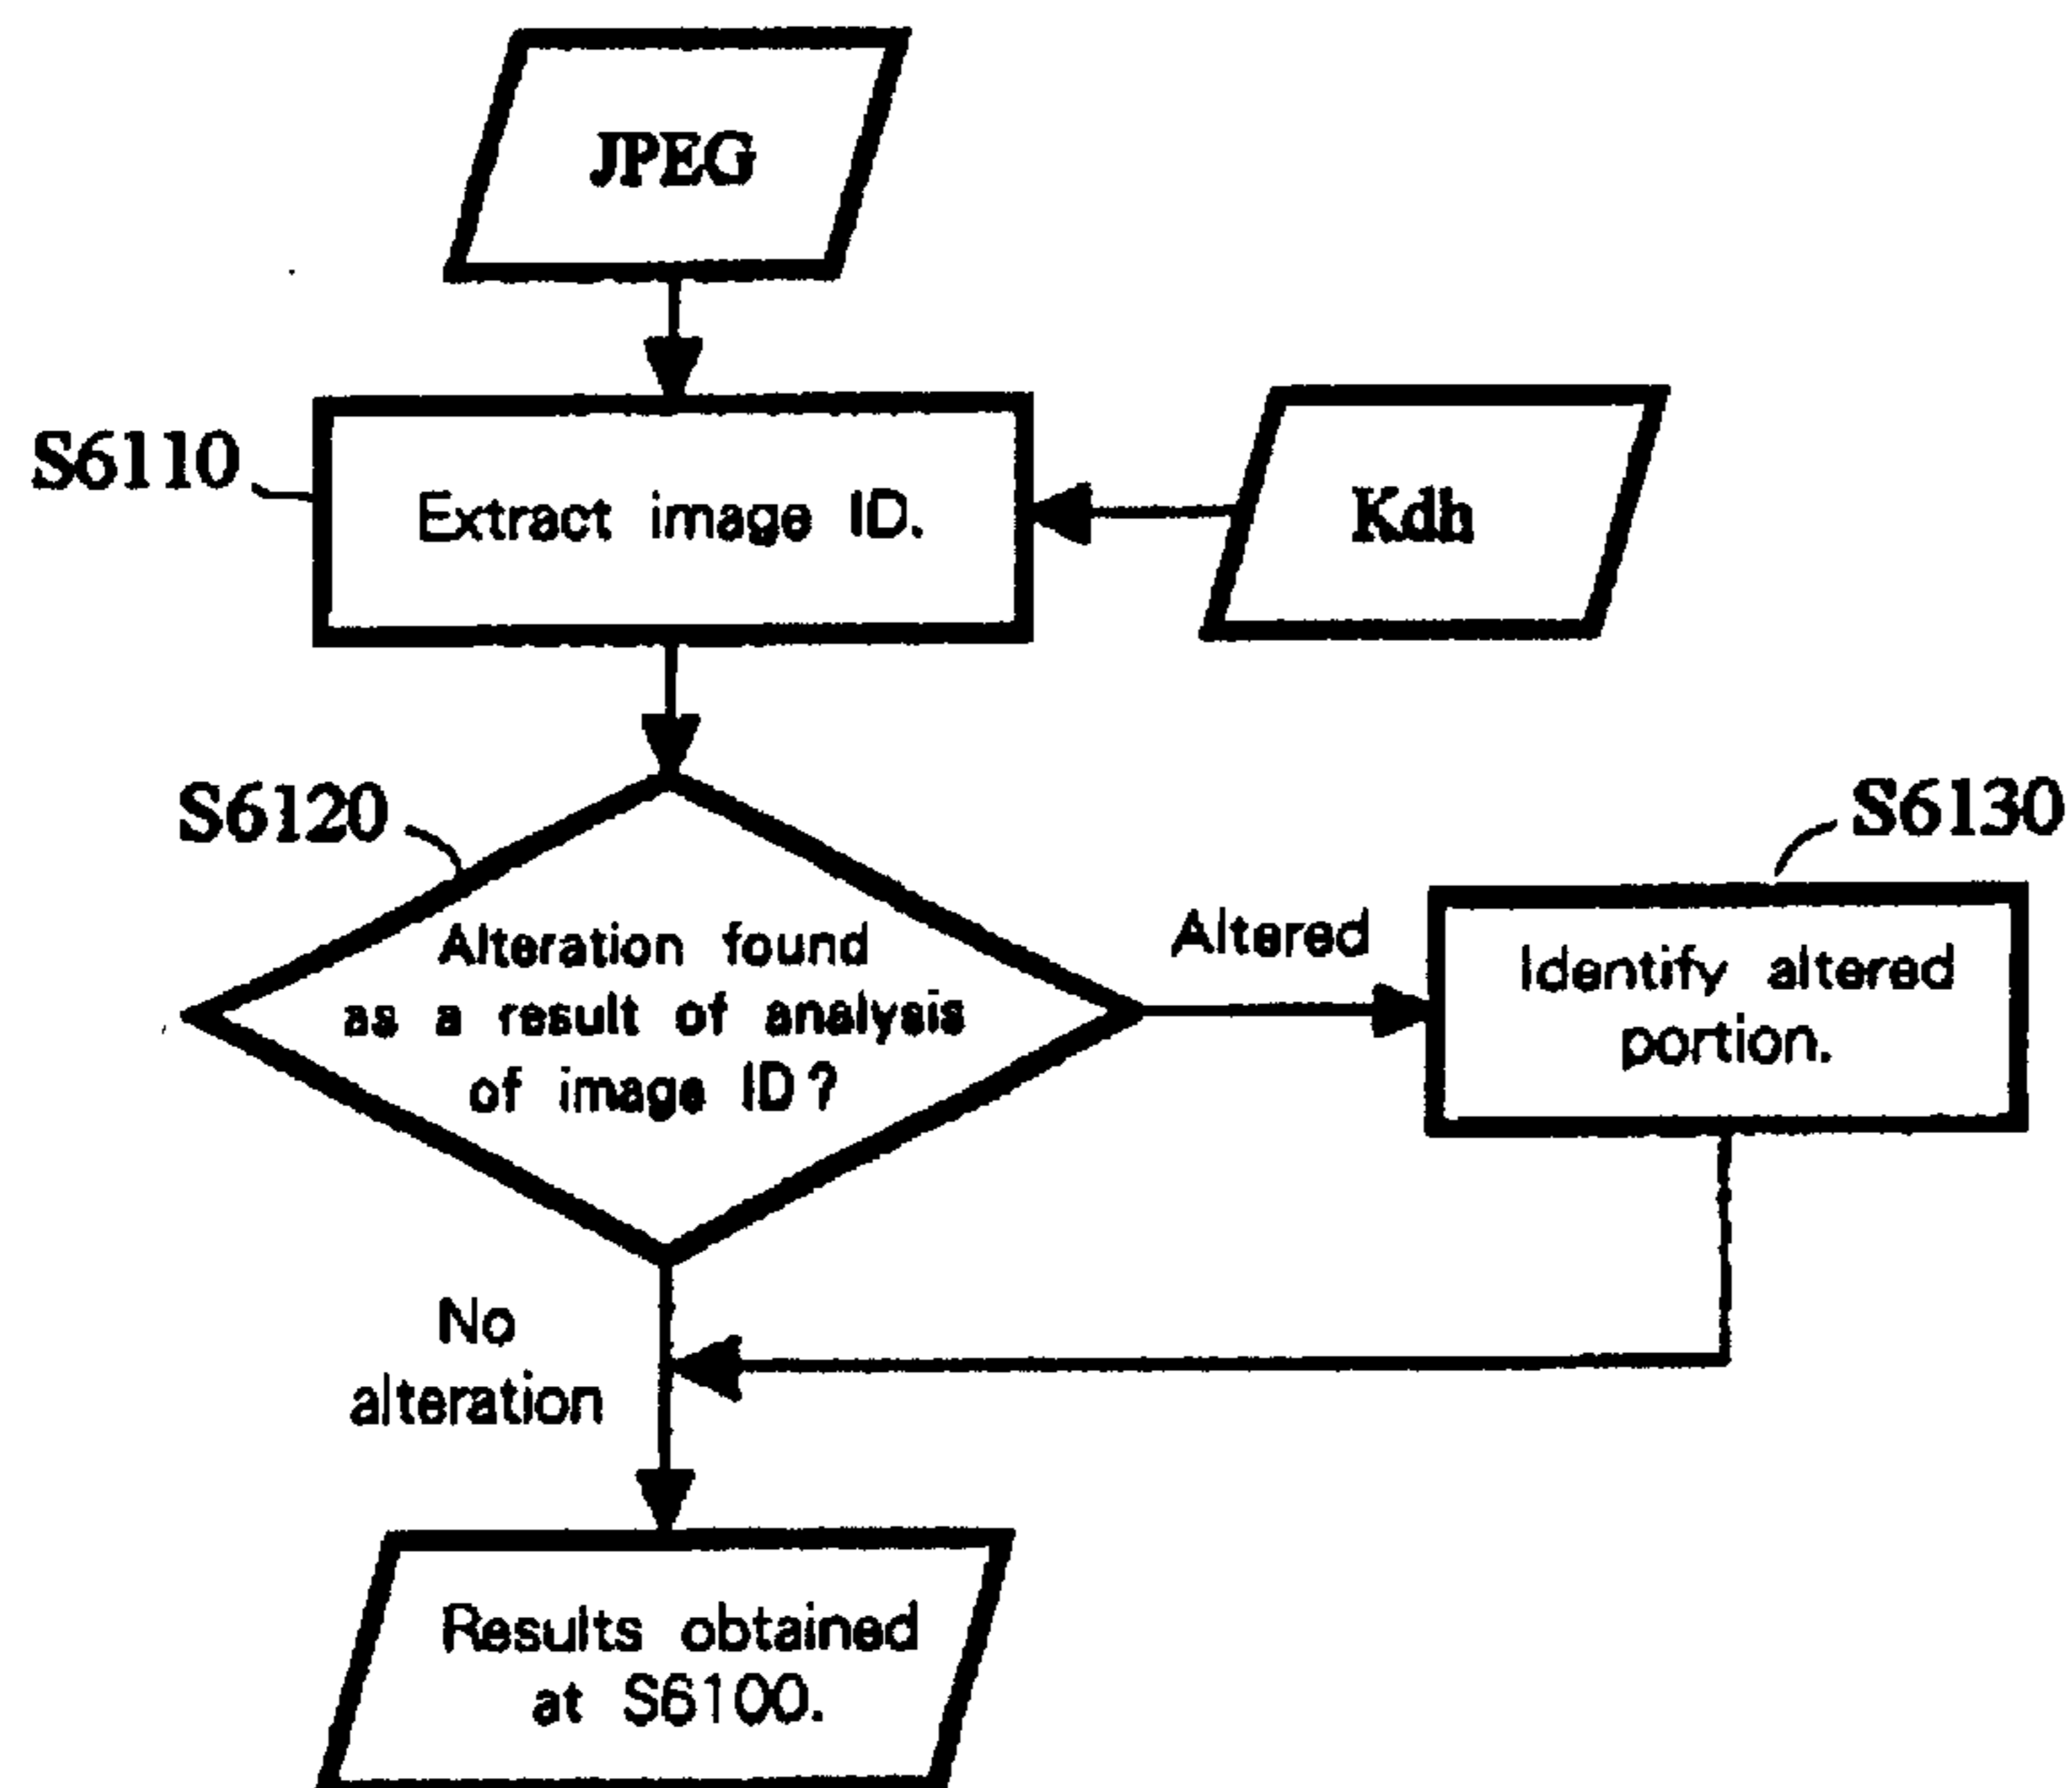 JPEG
S6110
Extract image ID.
Kdh
S6120
Alteration found
as a result of analysis
of image ID?
Altered
S6130
Identify altered
portion.
No
alteration
Results obtained
at S6100.